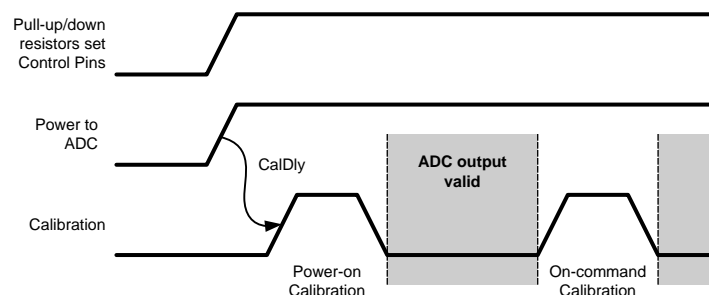 Pull-up/down
resistors set
Control Pins
Power to
ADC
CalDly
ADC output
valid
Calibration
Power-on
Calibration
On-command
Calibration